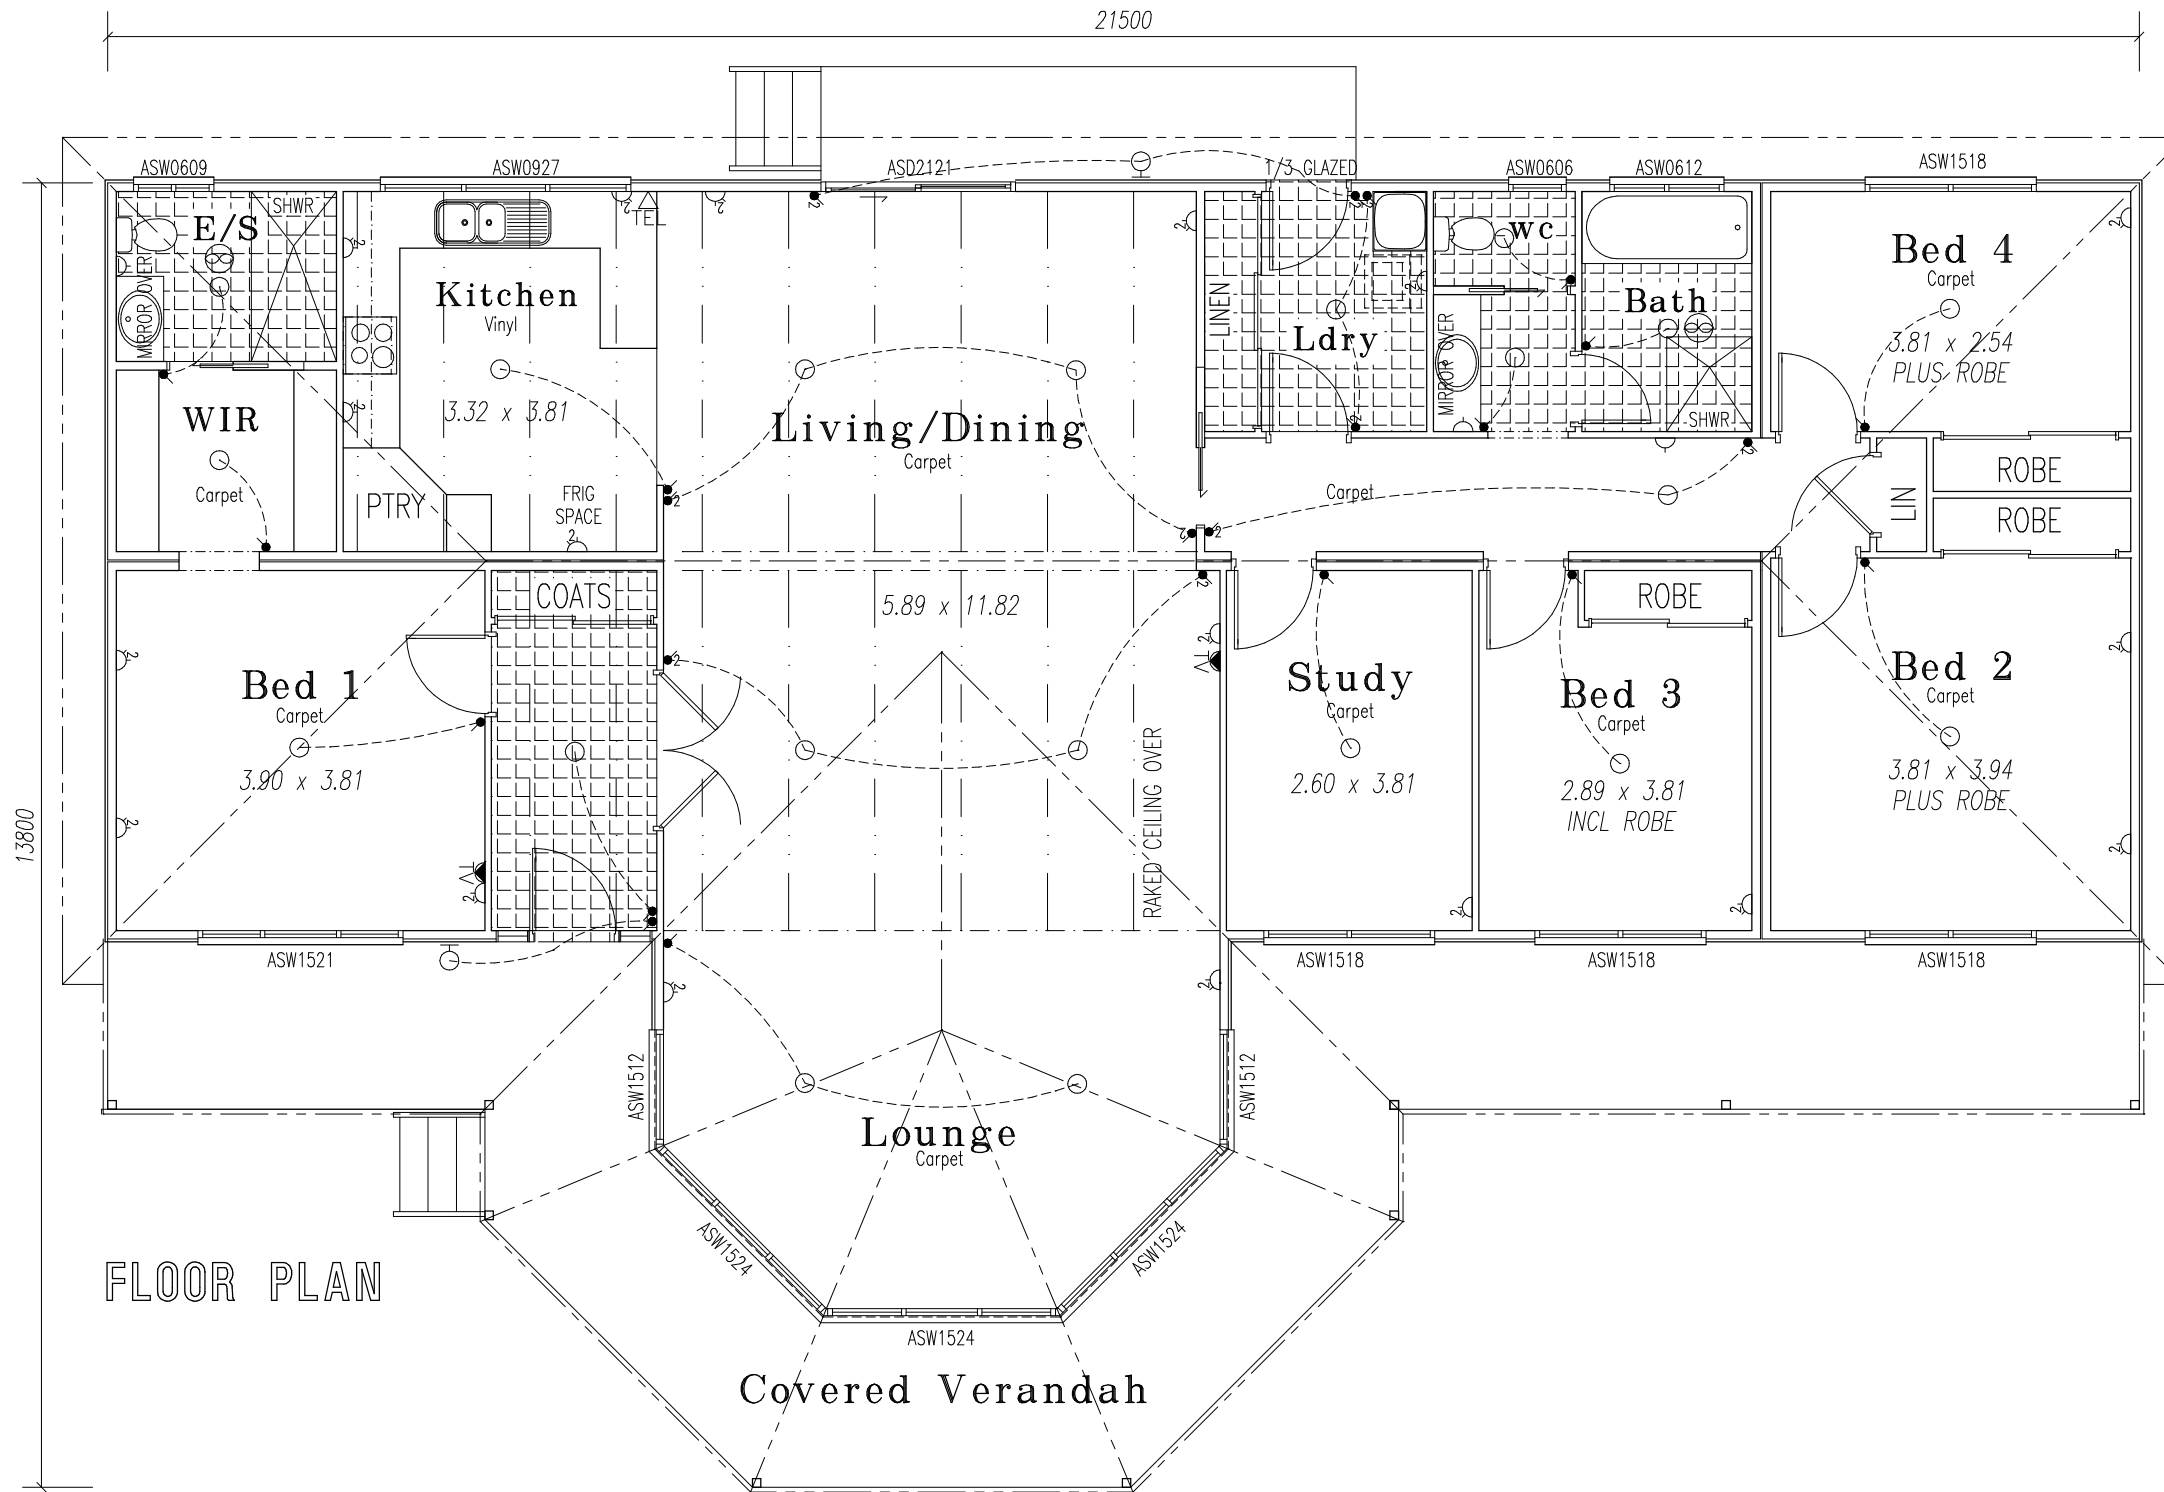 21500
ASW0609
ASW0927
ASD2121
1/3 GLAZED
ASW0606
ASW0612
ASW1518
SHWR
E/S
MIRROR OVER
TEL
Kitchen
Vinyl
3.32 x 3.81
WIR
Carpet
PTRY
FRIG
SPACE
2
Living/Dining
Carpet
5.89 x 11.82
LINEN
Ldry
wc
MIRROR OVER
Bath
SHWR
Carpet
Bed 4
Carpet
3.81 x 2.54
PLUS ROBE
LIN
ROBE
ROBE
COATS
Bed 1
Carpet
3.90 x 3.81
TV
RAKED CEILING OVER
TV
Study
Carpet
2.60 x 3.81
ROBE
Bed 3
Carpet
2.89 x 3.81
INCL ROBE
Bed 2
Carpet
3.81 x 3.94
PLUS ROBE
13800
ASW1521
ASW1518
ASW1518
ASW1518
ASW1512
ASW1512
Lounge
Carpet
ASW1524
ASW1524
ASW1524
FLOOR PLAN
Covered Verandah